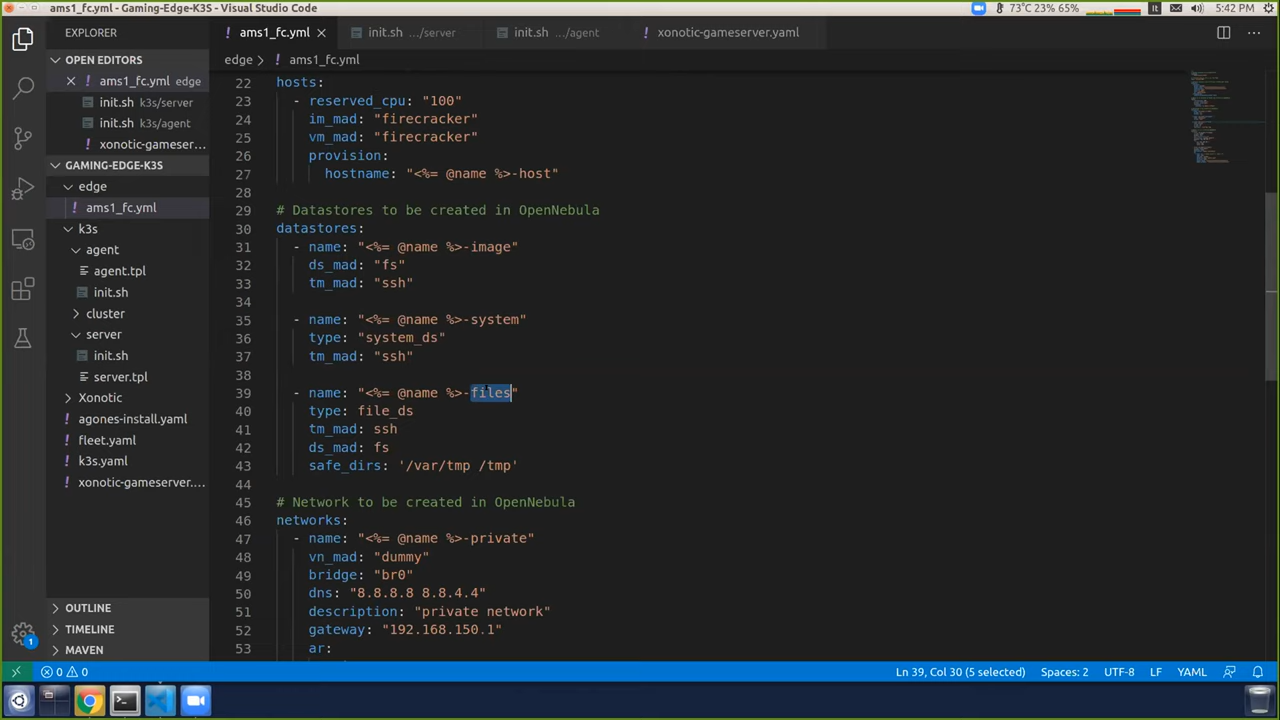 ams1_fc.yml - Gaming-Edge-K3S - Visual Studio Code
73°C 23% 65%
It
5:42 PM
EXPLORER
ams1_fc.yml
init.sh .../server
init.sh .../agent
xonotic-gameserver.yaml
edge > ams1_fc.yml
OPEN EDITORS
ams1_fc.yml edge
init.sh k3s/server
init.sh k3s/agent
xonotic-gameser...
GAMING-EDGE-K3S
edge
ams1_fc.yml
k3s
agent
agent.tpl
init.sh
cluster
server
init.sh
server.tpl
Xonotic
agones-install.yaml
fleet.yaml
k3s.yaml
xonotic-gameserver....
OUTLINE
TIMELINE
MAVEN
22 hosts:
23 - reserved_cpu: "100"
24 im_mad: "firecracker"
25 vm_mad: "firecracker"
26 provision:
27 hostname: "<%= @name %>-host"
28
29 # Datastores to be created in OpenNebula
30 datastores:
31 - name: "<%= @name %>-image"
32 ds_mad: "fs"
33 tm_mad: "ssh"
34
35 - name: "<%= @name %>-system"
36 type: "system_ds"
37 tm_mad: "ssh"
38
39 - name: "<%= @name %>-files"
40 type: file_ds
41 tm_mad: ssh
42 ds_mad: fs
43 safe_dirs: '/var/tmp /tmp'
44
45 # Network to be created in OpenNebula
46 networks:
47 - name: "<%= @name %>-private"
48 vn_mad: "dummy"
49 bridge: "br0"
50 dns: "8.8.8.8 8.8.4.4"
51 description: "private network"
52 gateway: "192.168.150.1"
53 ar:
1
0 0
Ln 39, Col 30 (5 selected)
Spaces: 2
UTF-8
LF
YAML